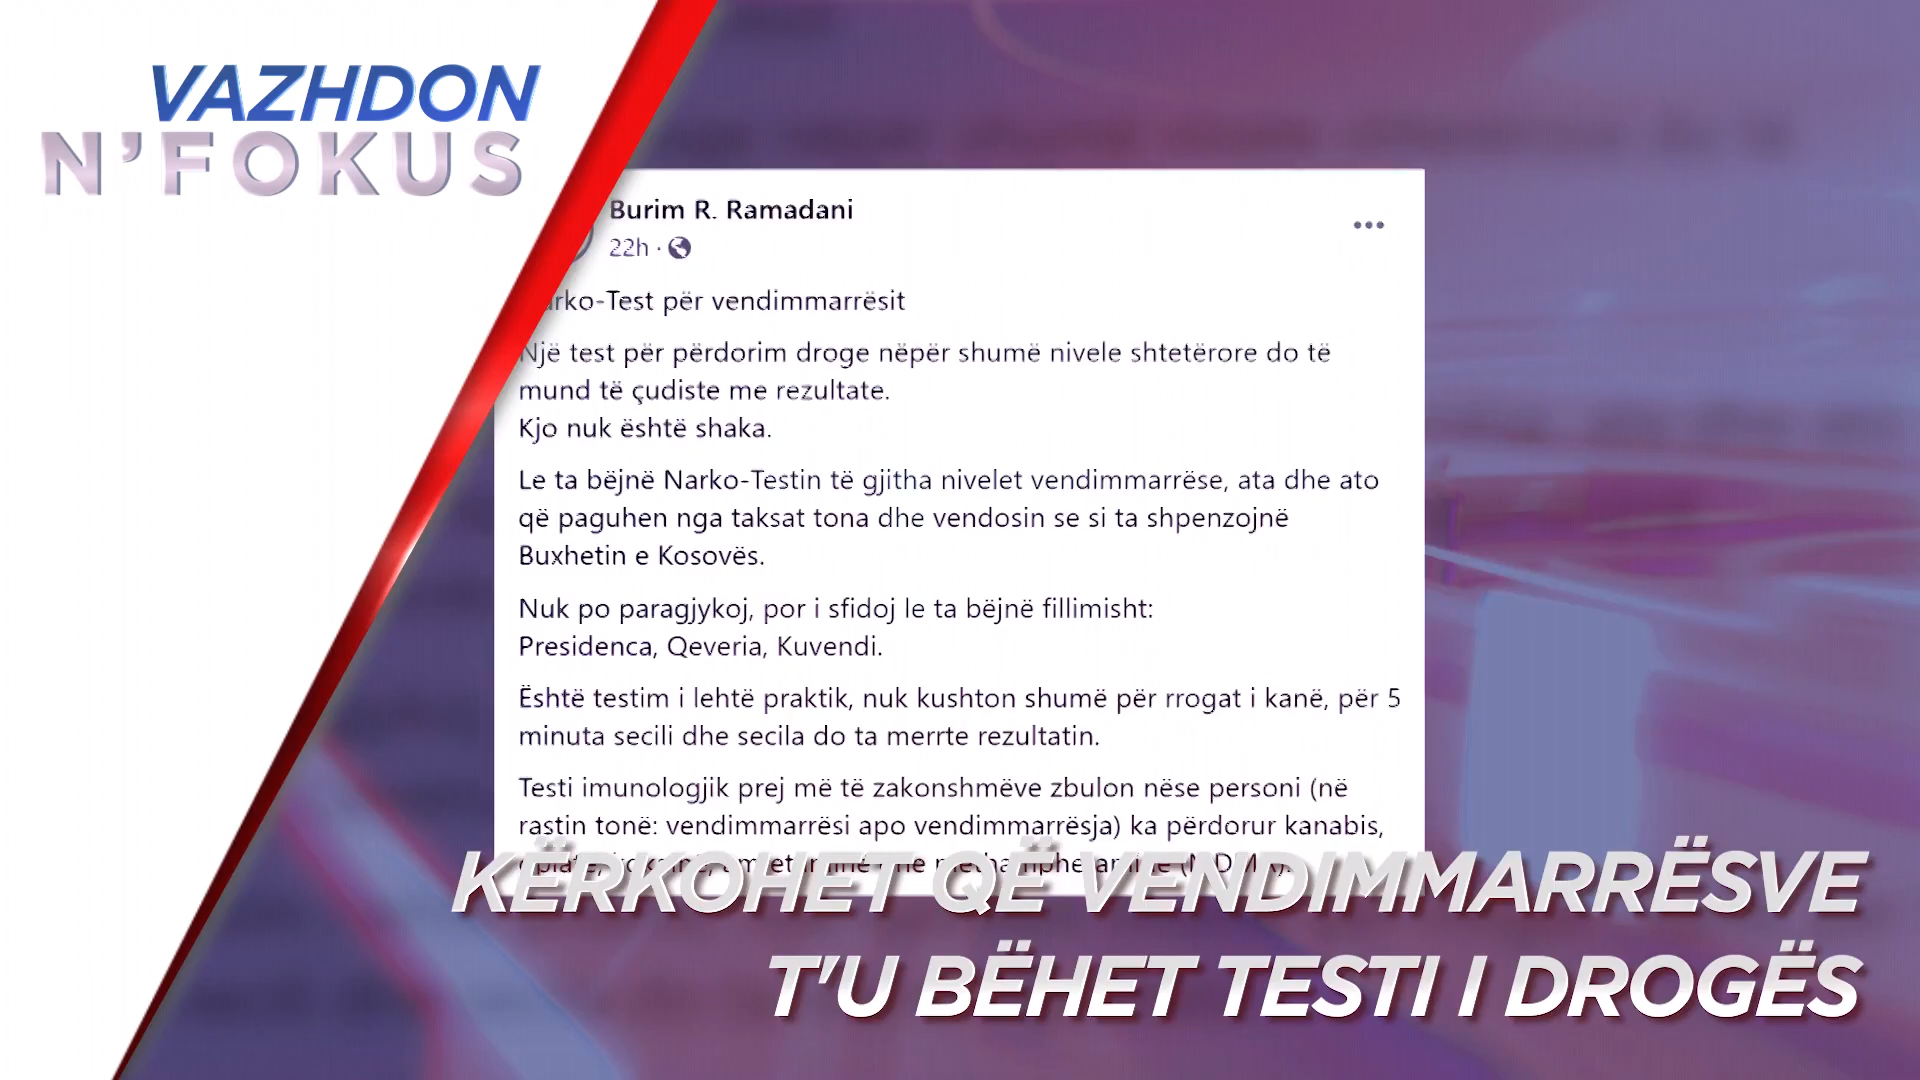 VAZHDON
N'FOKUS
Burim R. Ramadani
22h ·
Narko-Test për vendimmarrësit
Një test për përdorim droge nëpër shumë nivele shtetërore do të
mund të çudiste me rezultate.
Kjo nuk është shaka.
Le ta bëjnë Narko-Testin të gjitha nivelet vendimmarrëse, ata dhe ato
që paguhen nga taksat tona dhe vendosin se si ta shpenzojnë
Buxhetin e Kosovës.
Nuk po paragjykoj, por i sfidoj le ta bëjnë fillimisht:
Presidenca, Qeveria, Kuvendi.
Është testim i lehtë praktik, nuk kushton shumë për rrogat i kanë, për 5
minuta secili dhe secila do ta merrte rezultatin.
Testi imunologjik prej më të zakonshmëve zbulon nëse personi (në
rastin tonë: vendimmarrësi apo vendimmarrësja) ka përdorur kanabis,
KËRKOHET QË VENDIMMARRËSVE
T'U BËHET TESTI I DROGËS